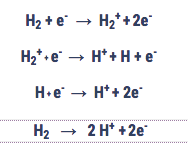 H₂ + e⁻ → H₂⁺ + 2e⁻
H₂⁺ + e⁻ → H⁺ + H + e⁻
H + e⁻ → H⁺ + 2e⁻
H₂ → 2 H⁺ + 2e⁻